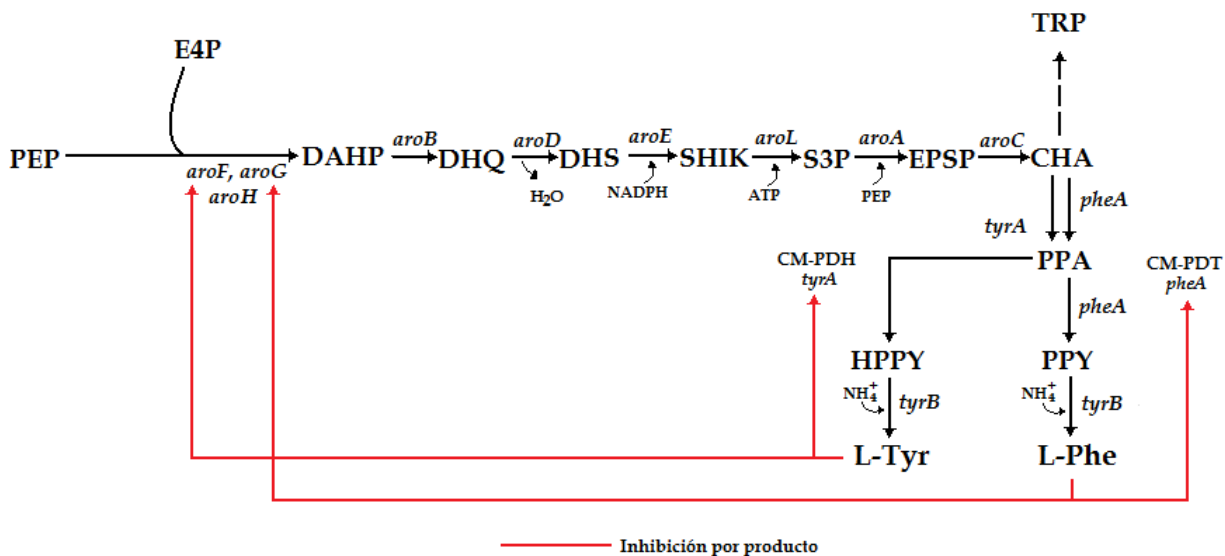 TRP
E4P
aroB
aroD
aroE
aroL
aroA
aroC
PEP
DAHP
DHQ
DHS
SHIK
S3P
EPSP
CHA
aroF, aroG
aroH
H₂O
NADPH
ATP
PEP
pheA
tyrA
CM-PDH
tyrA
PPA
CM-PDT
pheA
pheA
HPPY
PPY
NH₄⁺
tyrB
NH₄⁺
tyrB
L-Tyr
L-Phe
Inhibición por producto